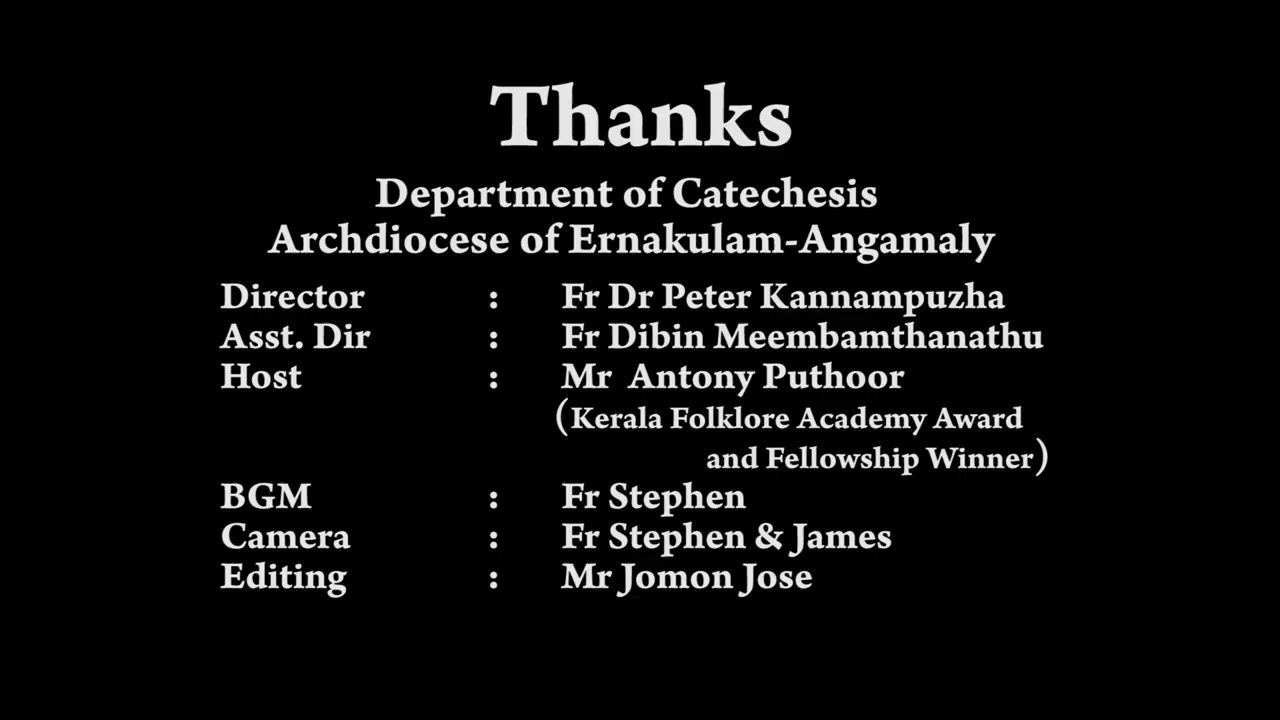 Thanks
Department of Catechesis
Archdiocese of Ernakulam-Angamaly
Director : Fr Dr Peter Kannampuzha
Asst. Dir : Fr Dibin Meembamthanathu
Host : Mr Antony Puthoor
(Kerala Folklore Academy Award
and Fellowship Winner)
BGM : Fr Stephen
Camera : Fr Stephen & James
Editing : Mr Jomon Jose